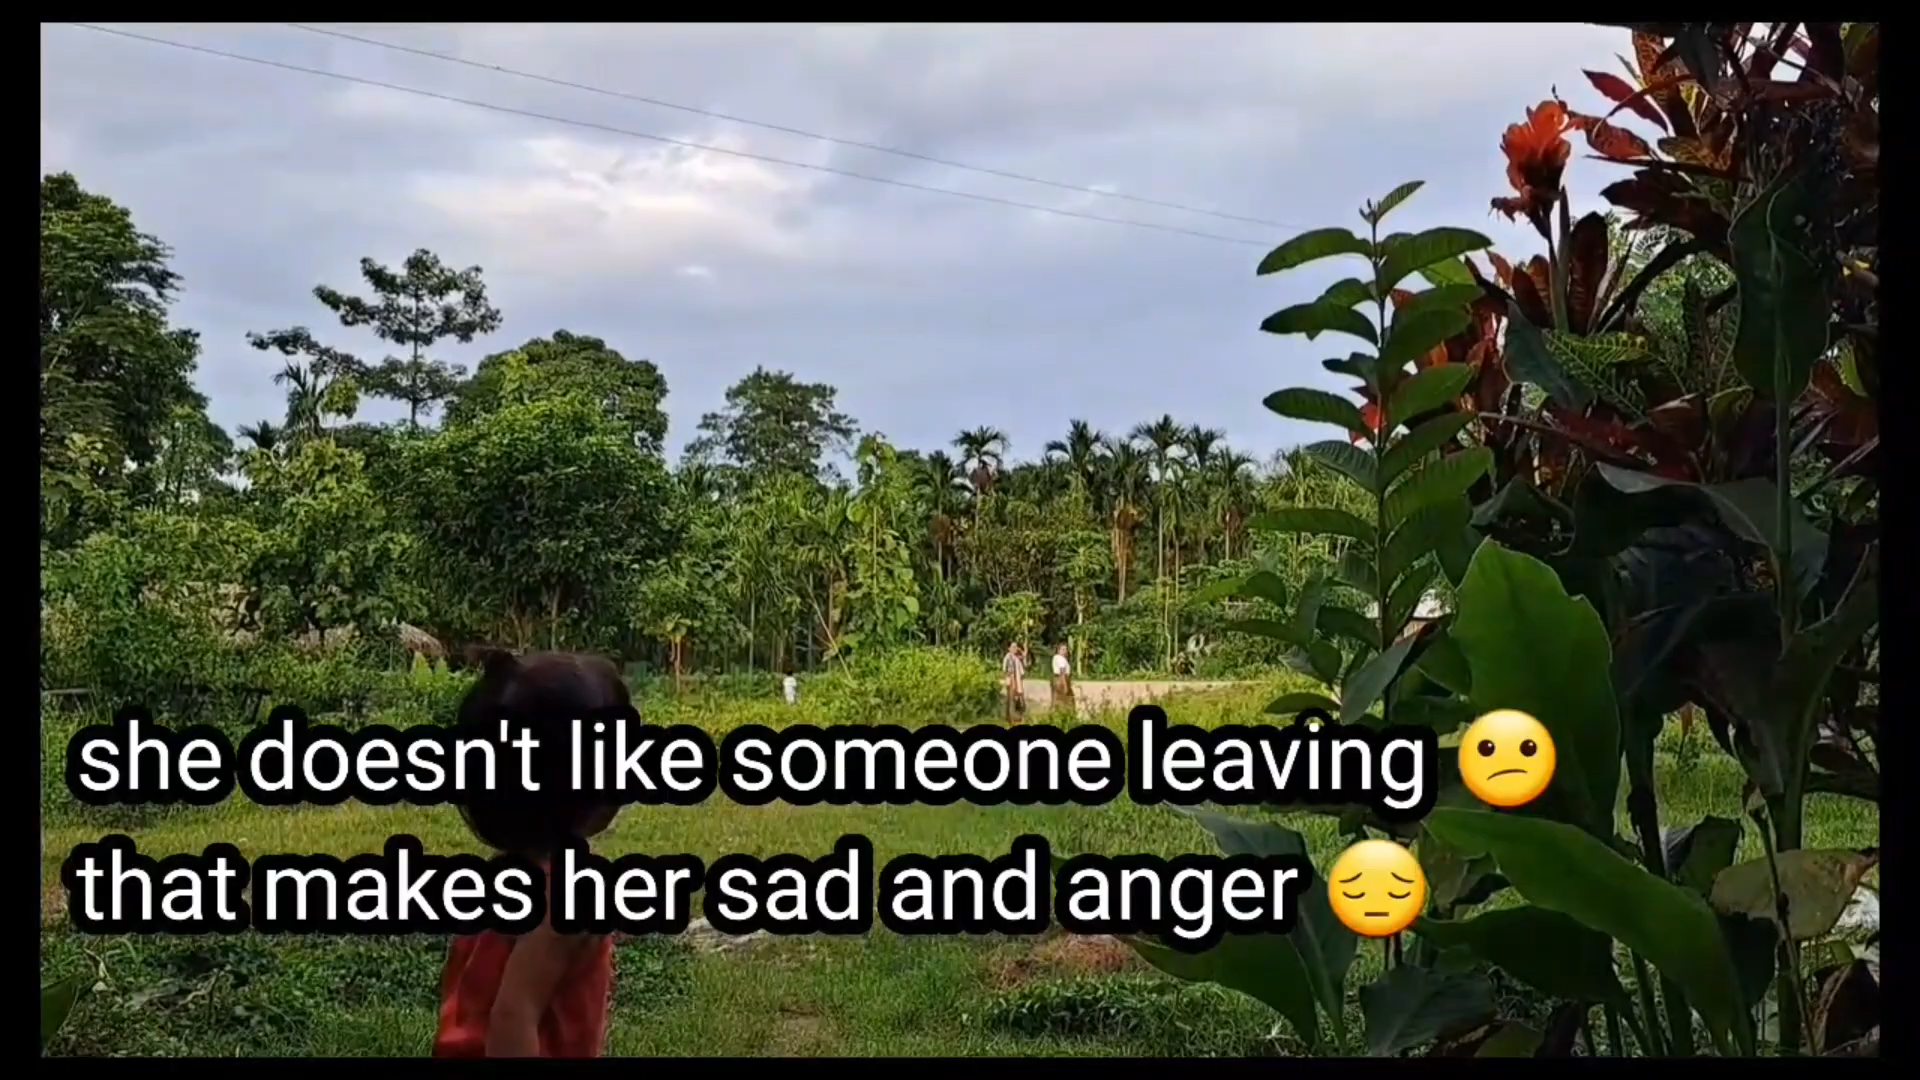 she doesn't like someone leaving 😕
that makes her sad and anger 😔